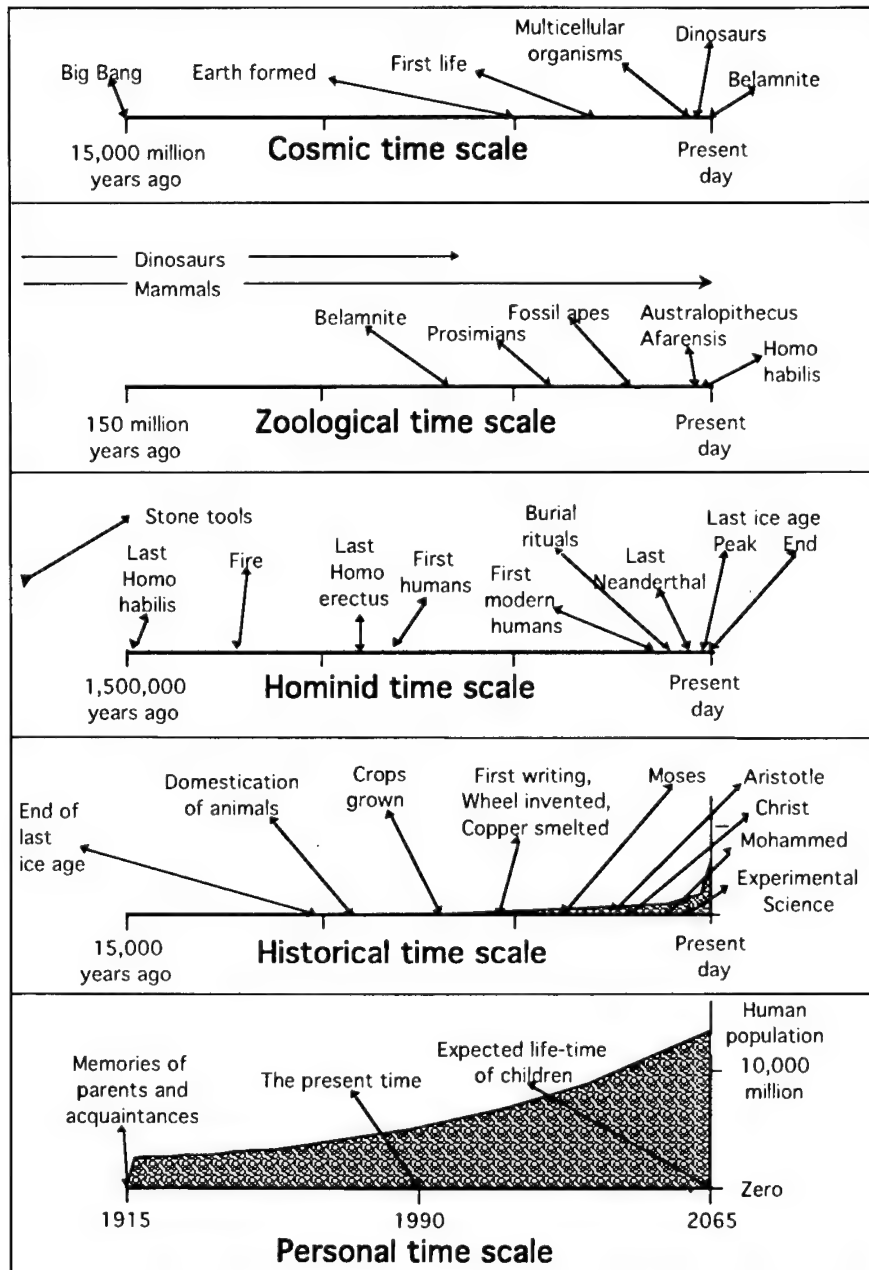 Big Bang
Earth formed
First life
Multicellular
organisms
Dinosaurs
Belamnite
15,000 million
years ago
Cosmic time scale
Present
day
Dinosaurs
Mammals
Belamnite
Prosimians
Fossil apes
Australopithecus
Afarensis
Homo
habilis
150 million
years ago
Zoological time scale
Present
day
Stone tools
Last
Homo
habilis
Fire
Last
Homo
erectus
First
humans
First
modern
humans
Burial
rituals
Last
Neanderthal
Last ice age
Peak End
1,500,000
years ago
Hominid time scale
Present
day
End of
last
ice age
Domestication
of animals
Crops
grown
First writing,
Wheel invented,
Copper smelted
Moses
Aristotle
Christ
Mohammed
Experimental
Science
15,000
years ago
Historical time scale
Present
day
Memories of
parents and
acquaintances
The present time
Expected life-time
of children
Human
population
10,000
million
Zero
1915
1990
2065
Personal time scale